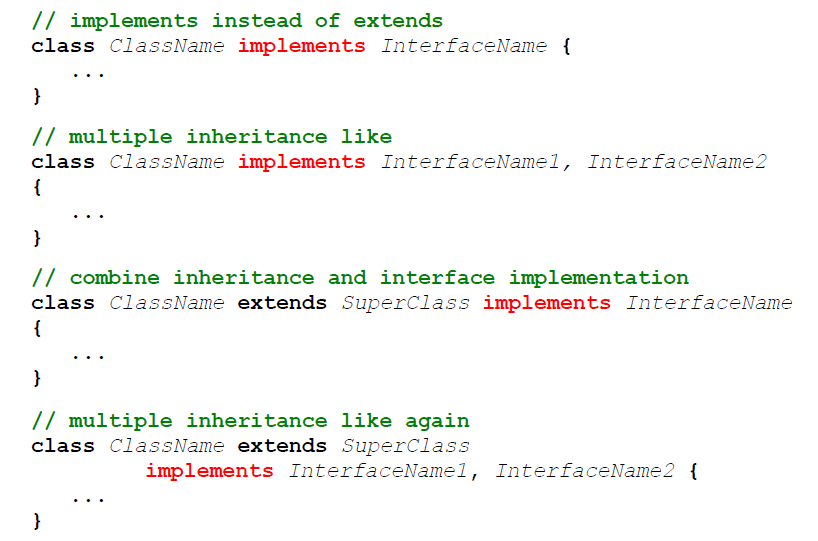 // implements instead of extends
class ClassName implements InterfaceName {
...
}
// multiple inheritance like
class ClassName implements InterfaceName1, InterfaceName2
{
...
}
// combine inheritance and interface implementation
class ClassName extends SuperClass implements InterfaceName
{
...
}
// multiple inheritance like again
class ClassName extends SuperClass
implements InterfaceName1, InterfaceName2 {
...
}